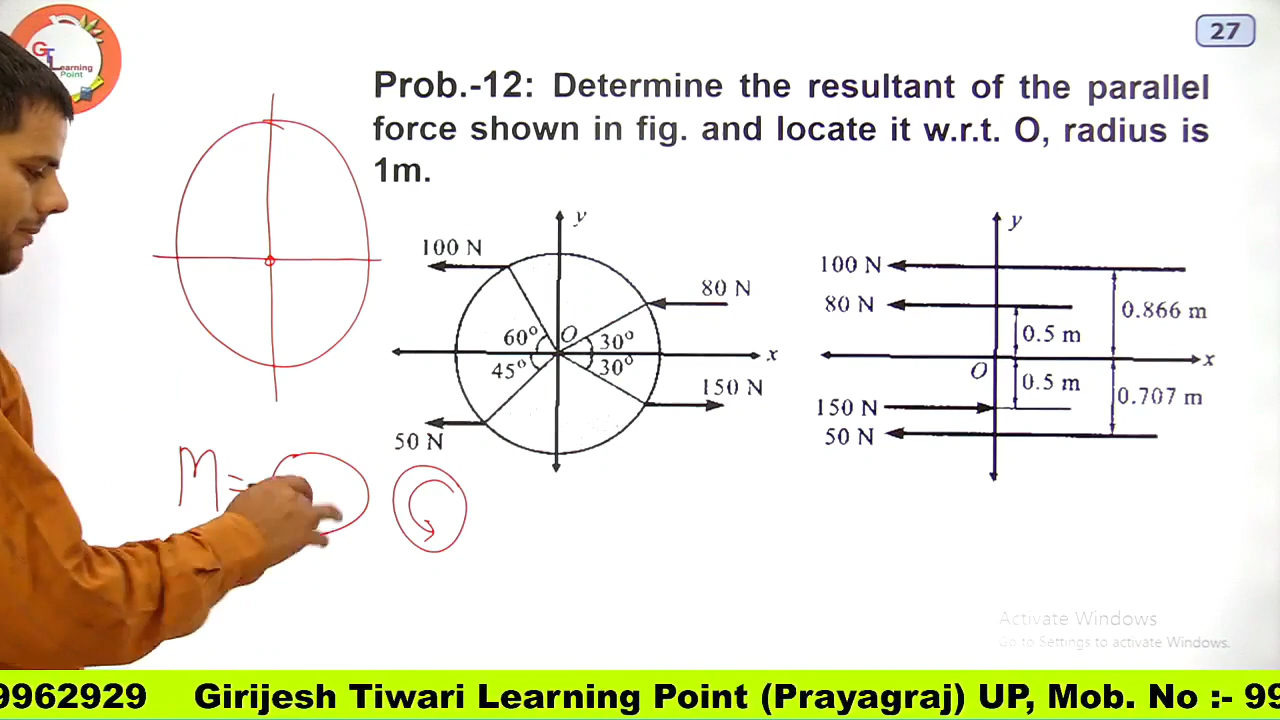 27
GT Learning Point
Prob.-12: Determine the resultant of the parallel
force shown in fig. and locate it w.r.t. O, radius is
1m.
y
100 N
80 N
60° O 30°
x
45° 30°
150 N
50 N
y
100 N
80 N
0.866 m
0.5 m
x
O
0.5 m
0.707 m
150 N
50 N
M =
Activate Windows
Go to Settings to activate Windows.
9962929 Girijesh Tiwari Learning Point (Prayagraj) UP, Mob. No :- 99